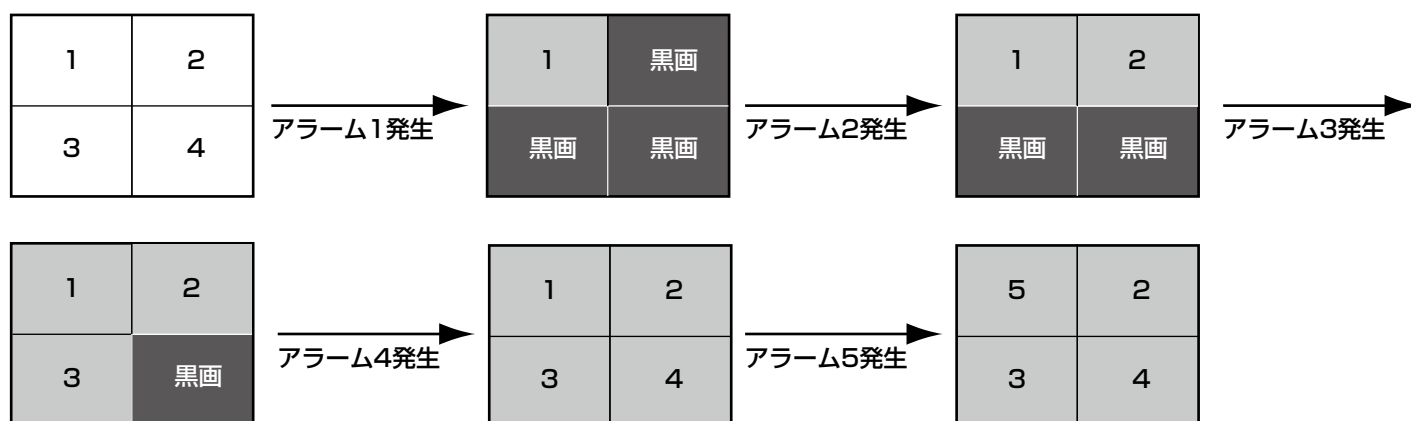 1 2
3 4
アラーム1発生
1 黒画
黒画 黒画
アラーム2発生
1 2
黒画 黒画
アラーム3発生
1 2
3 黒画
アラーム4発生
1 2
3 4
アラーム5発生
5 2
3 4